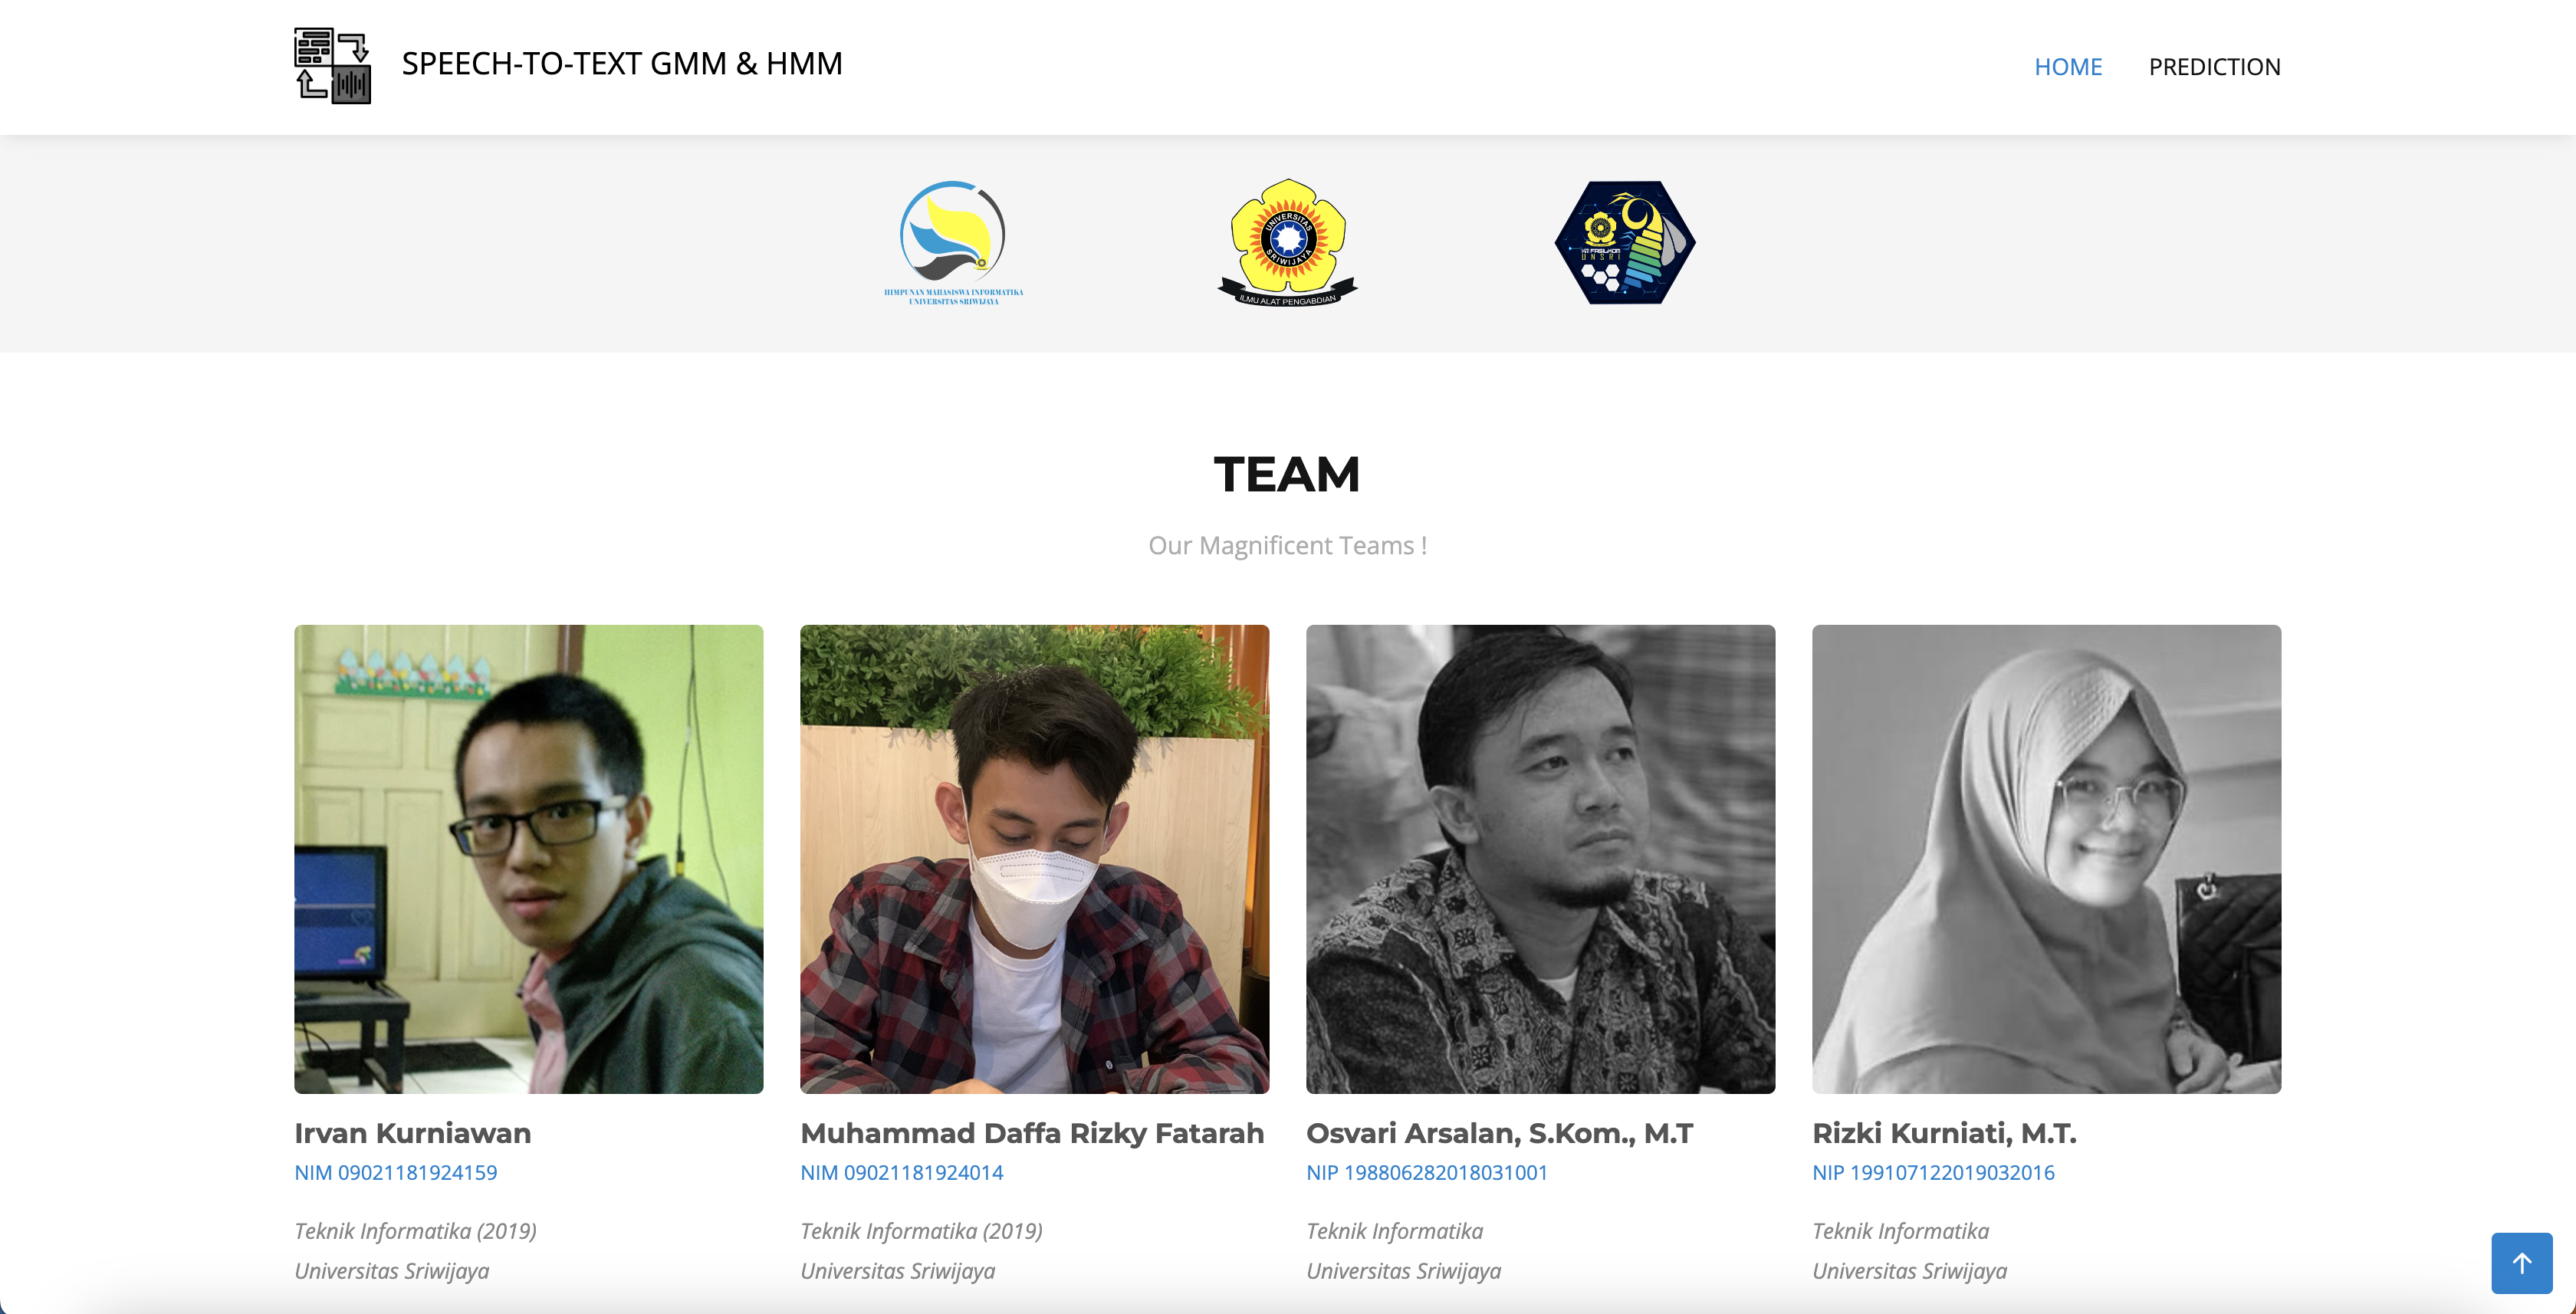 SPEECH-TO-TEXT GMM & HMM
HOME
PREDICTION
HIMPUNAN MAHASISWA INFORMATIKA
UNIVERSITAS SRIWIJAYA
UNIVERSITAS
SRIWIJAYA
ILMU ALAT PENGABDIAN
FASILKOM
UNSRI
TEAM
Our Magnificent Teams !
Irvan Kurniawan
NIM 09021181924159
Teknik Informatika (2019)
Universitas Sriwijaya
Muhammad Daffa Rizky Fatarah
NIM 09021181924014
Teknik Informatika (2019)
Universitas Sriwijaya
Osvari Arsalan, S.Kom., M.T
NIP 198806282018031001
Teknik Informatika
Universitas Sriwijaya
Rizki Kurniati, M.T.
NIP 199107122019032016
Teknik Informatika
Universitas Sriwijaya